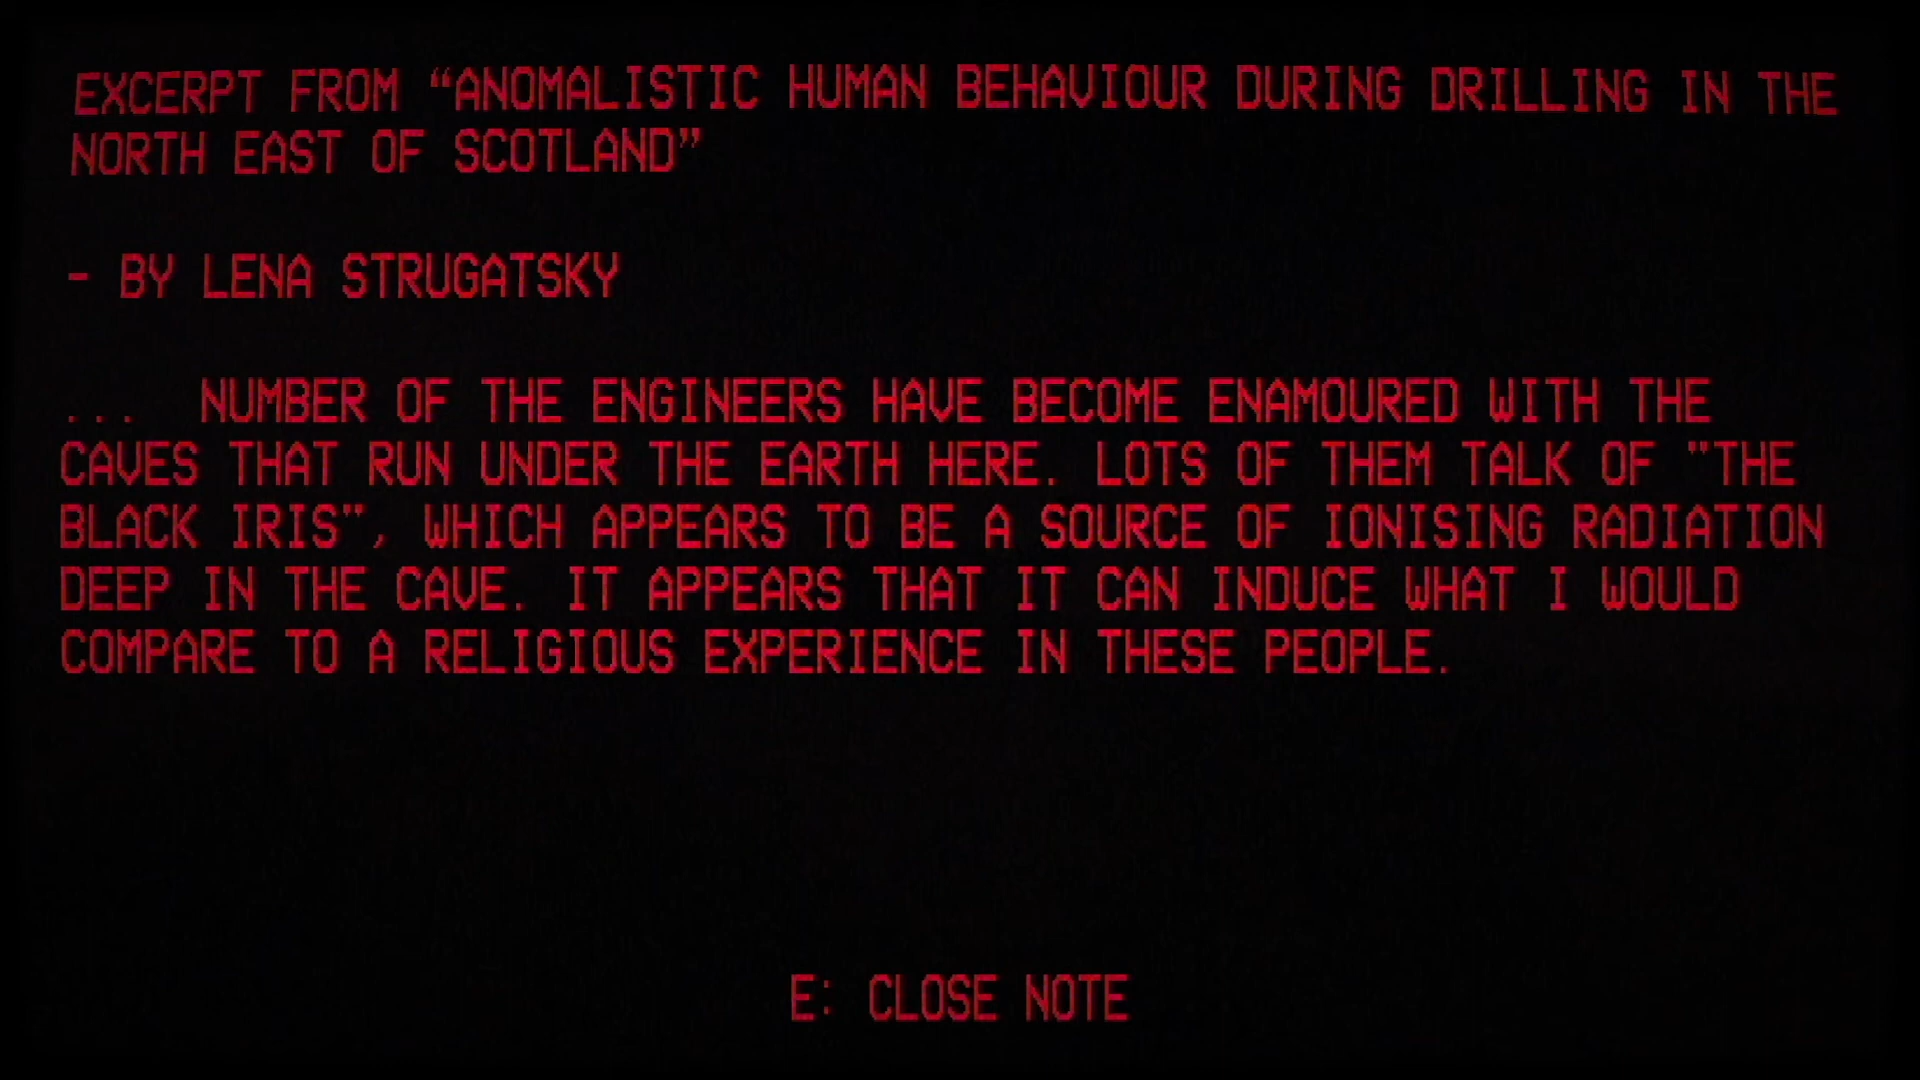 EXCERPT FROM “ANOMALISTIC HUMAN BEHAVIOUR DURING DRILLING IN THE
NORTH EAST OF SCOTLAND”
- BY LENA STRUGATSKY
... NUMBER OF THE ENGINEERS HAVE BECOME ENAMOURED WITH THE
CAVES THAT RUN UNDER THE EARTH HERE. LOTS OF THEM TALK OF "THE
BLACK IRIS", WHICH APPEARS TO BE A SOURCE OF IONISING RADIATION
DEEP IN THE CAVE. IT APPEARS THAT IT CAN INDUCE WHAT I WOULD
COMPARE TO A RELIGIOUS EXPERIENCE IN THESE PEOPLE.
E: CLOSE NOTE